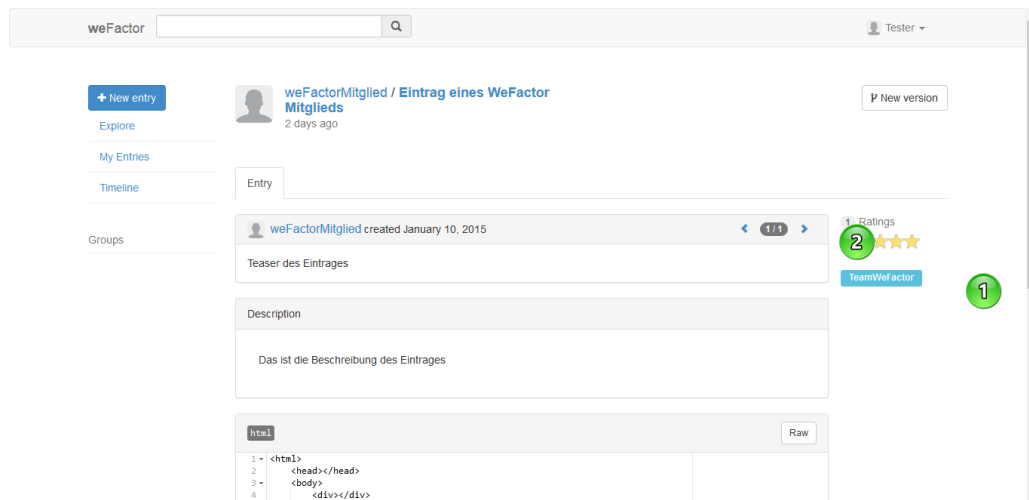 weFactor
Tester
New entry
Explore
My Entries
Timeline
Groups
weFactorMitglied / Eintrag eines WeFactor
Mitglieds
2 days ago
New version
Entry
weFactorMitglied created January 10, 2015
1/1
Teaser des Eintrages
1 Ratings
2
TeamWeFactor
1
Description
Das ist die Beschreibung des Eintrages
html
Raw
1 <html>
2 <head></head>
3 <body>
4 <div></div>